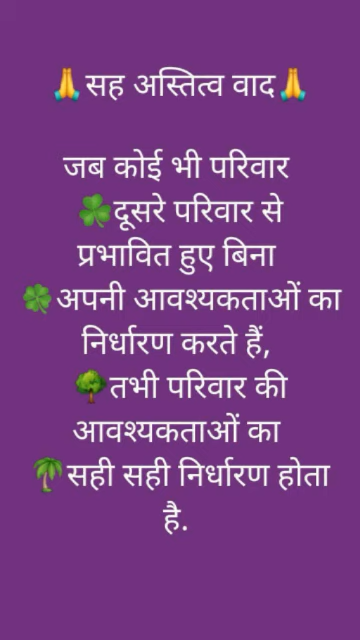 🙏सह अस्तित्व वाद🙏
जब कोई भी परिवार
☘️दूसरे परिवार से
प्रभावित हुए बिना
🍀अपनी आवश्यकताओं का
निर्धारण करते हैं,
🌳तभी परिवार की
आवश्यकताओं का
🌴सही सही निर्धारण होता
है.